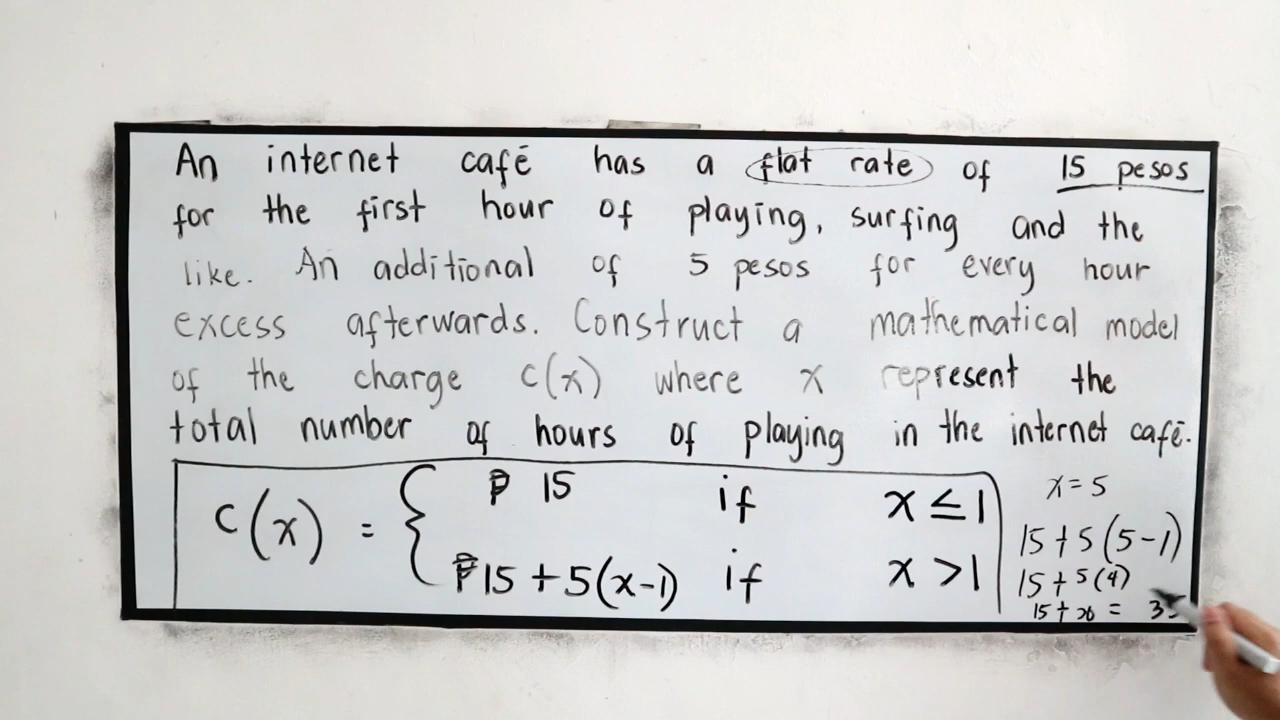 An internet cafē has a flat rate of 15 pesos
for the first hour of playing, surfing and the
like. An additional of 5 pesos for every hour
excess afterwards. Construct a mathematical model
of the charge c(x) where x represent the
total number of hours of playing in the internet cafē.
c(x) = { ₱ 15 if x ≤ 1
₱15 + 5(x-1) if x >1
x = 5
15 + 5(5-1)
15 + 5(4)
15 + 20 = 35